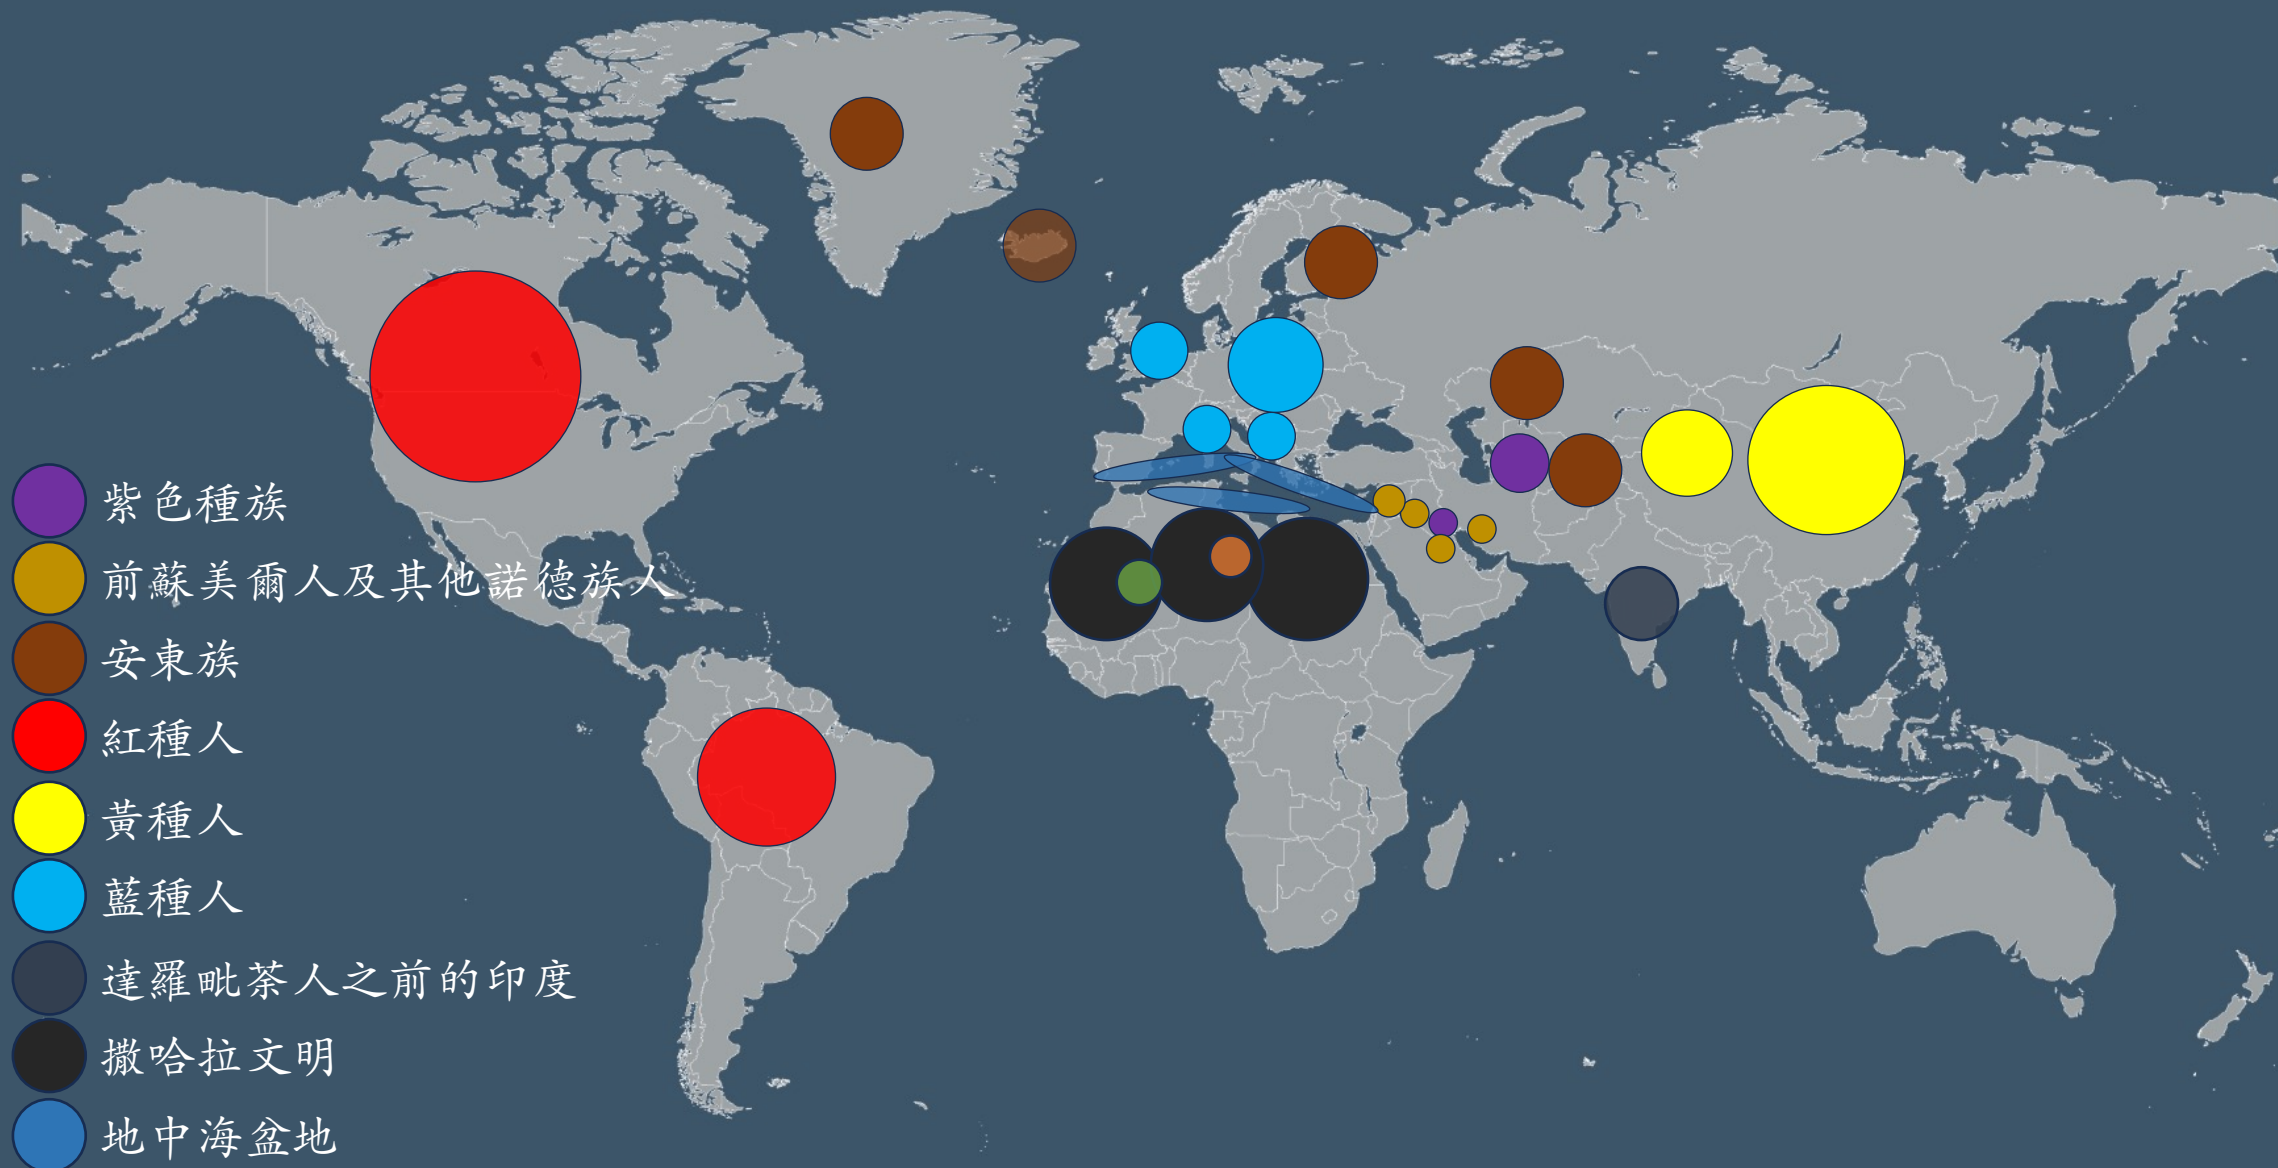 紫色種族
前蘇美爾人及其他諾德族人
安東族
紅種人
黃種人
藍種人
達羅毗荼人之前的印度
撒哈拉文明
地中海盆地